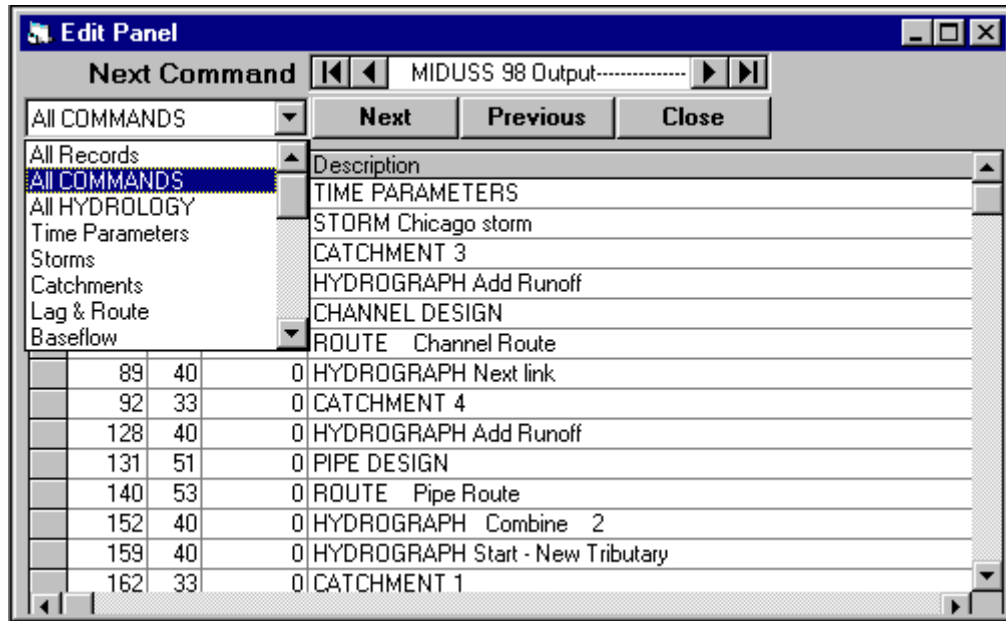 Edit Panel
Next Command MIDUSS 98 Output---------------
All COMMANDS Next Previous Close
All Records
All COMMANDS
All HYDROLOGY
Time Parameters
Storms
Catchments
Lag & Route
Baseflow
Description
TIME PARAMETERS
STORM Chicago storm
CATCHMENT 3
HYDROGRAPH Add Runoff
CHANNEL DESIGN
ROUTE Channel Route
89 40 0 HYDROGRAPH Next link
92 33 0 CATCHMENT 4
128 40 0 HYDROGRAPH Add Runoff
131 51 0 PIPE DESIGN
140 53 0 ROUTE Pipe Route
152 40 0 HYDROGRAPH Combine 2
159 40 0 HYDROGRAPH Start - New Tributary
162 33 0 CATCHMENT 1